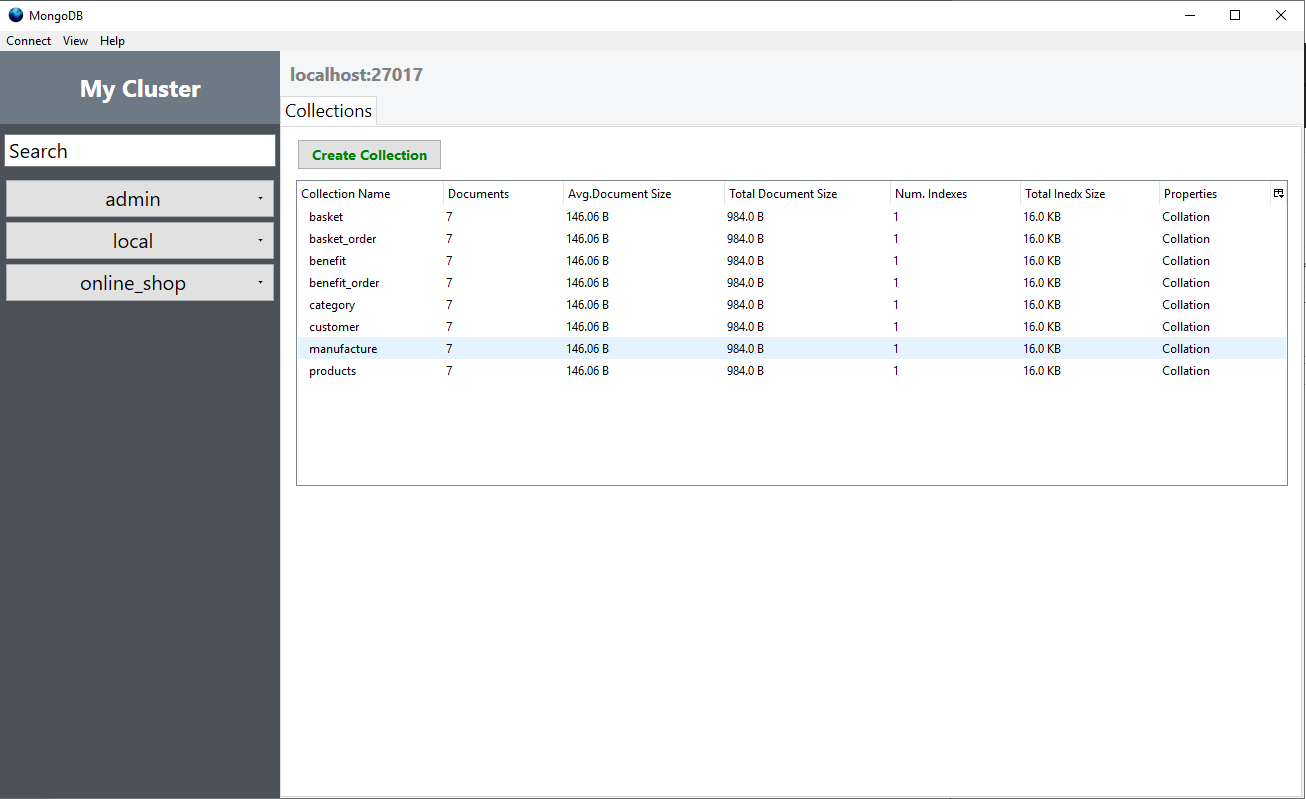 MongoDB
Connect View Help
My Cluster
localhost:27017
Collections
Search
Create Collection
admin
local
online_shop
Collection Name Documents Avg.Document Size Total Document Size Num. Indexes Total Inedx Size Properties
basket 7 146.06 B 984.0 B 1 16.0 KB Collation
basket_order 7 146.06 B 984.0 B 1 16.0 KB Collation
benefit 7 146.06 B 984.0 B 1 16.0 KB Collation
benefit_order 7 146.06 B 984.0 B 1 16.0 KB Collation
category 7 146.06 B 984.0 B 1 16.0 KB Collation
customer 7 146.06 B 984.0 B 1 16.0 KB Collation
manufacture 7 146.06 B 984.0 B 1 16.0 KB Collation
products 7 146.06 B 984.0 B 1 16.0 KB Collation